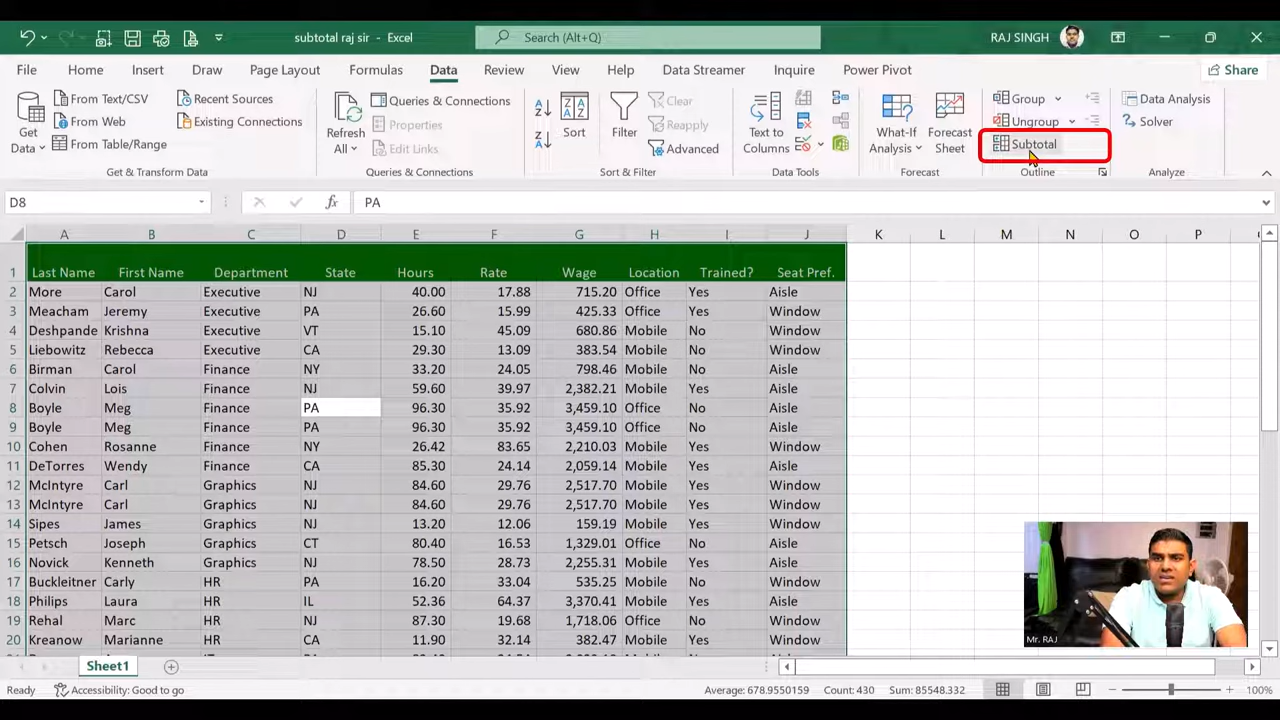 subtotal raj sir - Excel
Search (Alt+Q)
RAJ SINGH
File Home Insert Draw Page Layout Formulas Data Review View Help Data Streamer Inquire Power Pivot Share
Get Data
From Text/CSV
From Web
From Table/Range
Recent Sources
Existing Connections
Get & Transform Data
Refresh All
Queries & Connections
Properties
Edit Links
Queries & Connections
Sort
Filter
Clear
Reapply
Advanced
Sort & Filter
Text to Columns
Data Tools
What-If Analysis
Forecast Sheet
Forecast
Group
Ungroup
Subtotal
Outline
Data Analysis
Solver
Analyze
D8 fx PA
A B C D E F G H I J K L M N O P
1 Last Name First Name Department State Hours Rate Wage Location Trained? Seat Pref.
2 More Carol Executive NJ 40.00 17.88 715.20 Office Yes Aisle
3 Meacham Jeremy Executive PA 26.60 15.99 425.33 Office Yes Window
4 Deshpande Krishna Executive VT 15.10 45.09 680.86 Mobile No Window
5 Liebowitz Rebecca Executive CA 29.30 13.09 383.54 Mobile No Window
6 Birman Carol Finance NY 33.20 24.05 798.46 Mobile No Aisle
7 Colvin Lois Finance NJ 59.60 39.97 2,382.21 Mobile Yes Aisle
8 Boyle Meg Finance PA 96.30 35.92 3,459.10 Office No Aisle
9 Boyle Meg Finance PA 96.30 35.92 3,459.10 Office No Aisle
10 Cohen Rosanne Finance NY 26.42 83.65 2,210.03 Mobile Yes Window
11 DeTorres Wendy Finance CA 85.30 24.14 2,059.14 Mobile Yes Aisle
12 McIntyre Carl Graphics NJ 84.60 29.76 2,517.70 Mobile Yes Window
13 McIntyre Carl Graphics NJ 84.60 29.76 2,517.70 Mobile Yes Window
14 Sipes James Graphics NJ 13.20 12.06 159.19 Mobile Yes Window
15 Petsch Joseph Graphics CT 80.40 16.53 1,329.01 Mobile Yes Aisle
16 Novick Kenneth Graphics NJ 78.50 28.73 2,255.31 Mobile Yes Window
17 Buckleitner Carly HR PA 16.20 33.04 535.25 Mobile No Window
18 Philips Laura HR IL 52.36 64.37 3,370.41 Mobile Yes Aisle
19 Rehal Marc HR NJ 87.30 19.68 1,718.06 Office No Window
20 Kreanow Marianne HR CA 11.90 32.14 382.47 Mobile Yes Window
Mr. RAJ
Sheet1
Ready Accessibility: Good to go Average: 678.9550159 Count: 430 Sum: 85548.332 100%